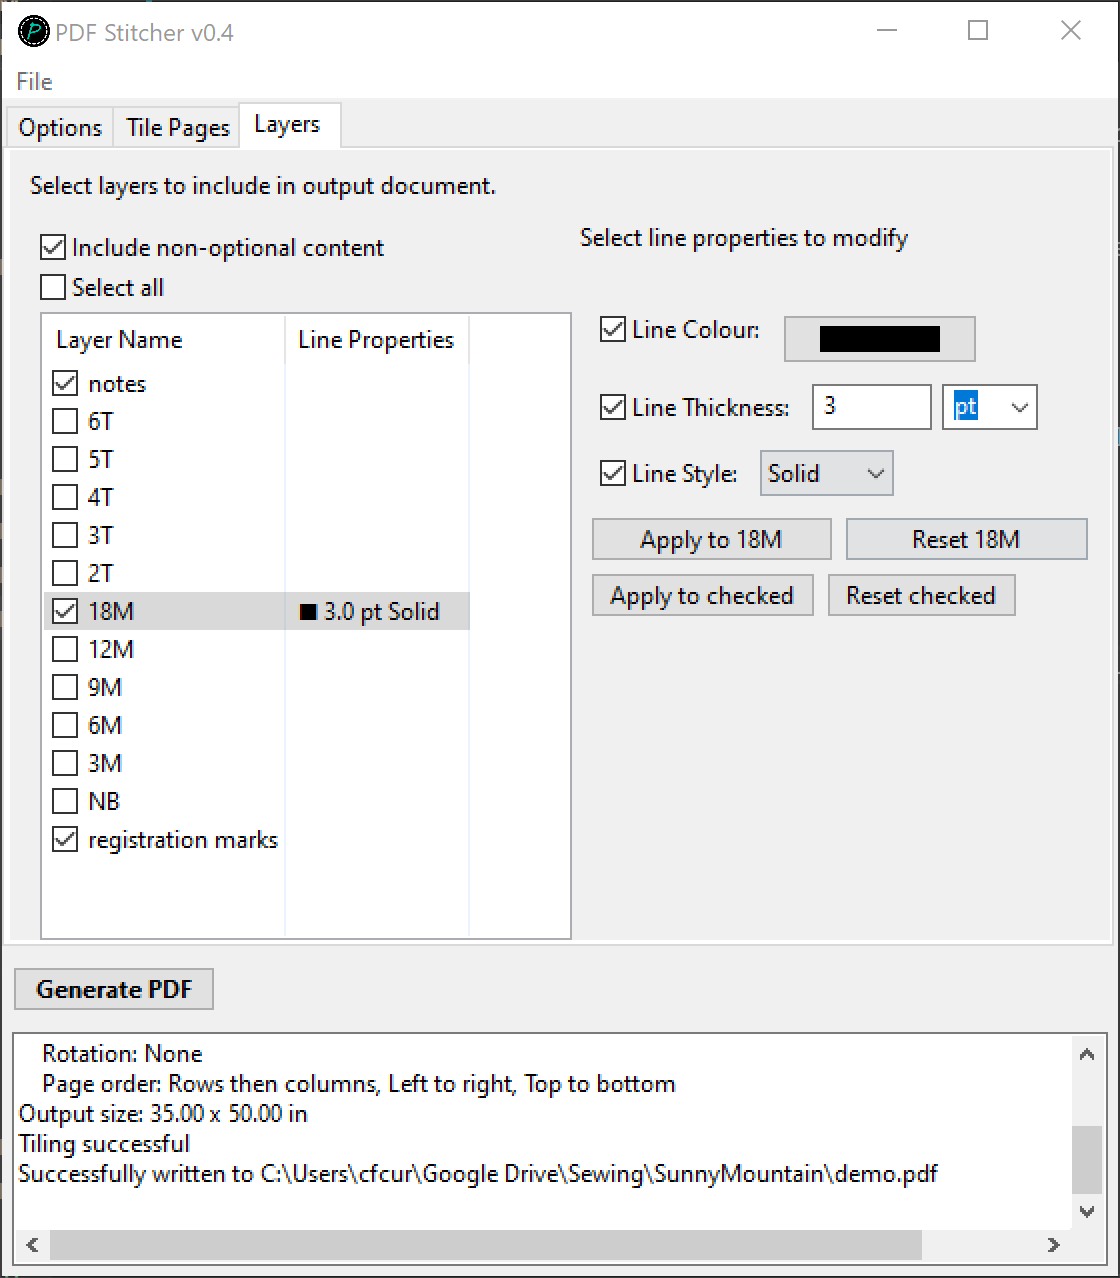 PDF Stitcher v0.4
File
Options Tile Pages Layers
Select layers to include in output document.
Include non-optional content
Select all
Layer Name Line Properties
notes
6T
5T
4T
3T
2T
18M 3.0 pt Solid
12M
9M
6M
3M
NB
registration marks
Select line properties to modify
Line Colour:
Line Thickness: 3 pt
Line Style: Solid
Apply to 18M Reset 18M
Apply to checked Reset checked
Generate PDF
Rotation: None
Page order: Rows then columns, Left to right, Top to bottom
Output size: 35.00 x 50.00 in
Tiling successful
Successfully written to C:\Users\cfcur\Google Drive\Sewing\SunnyMountain\demo.pdf